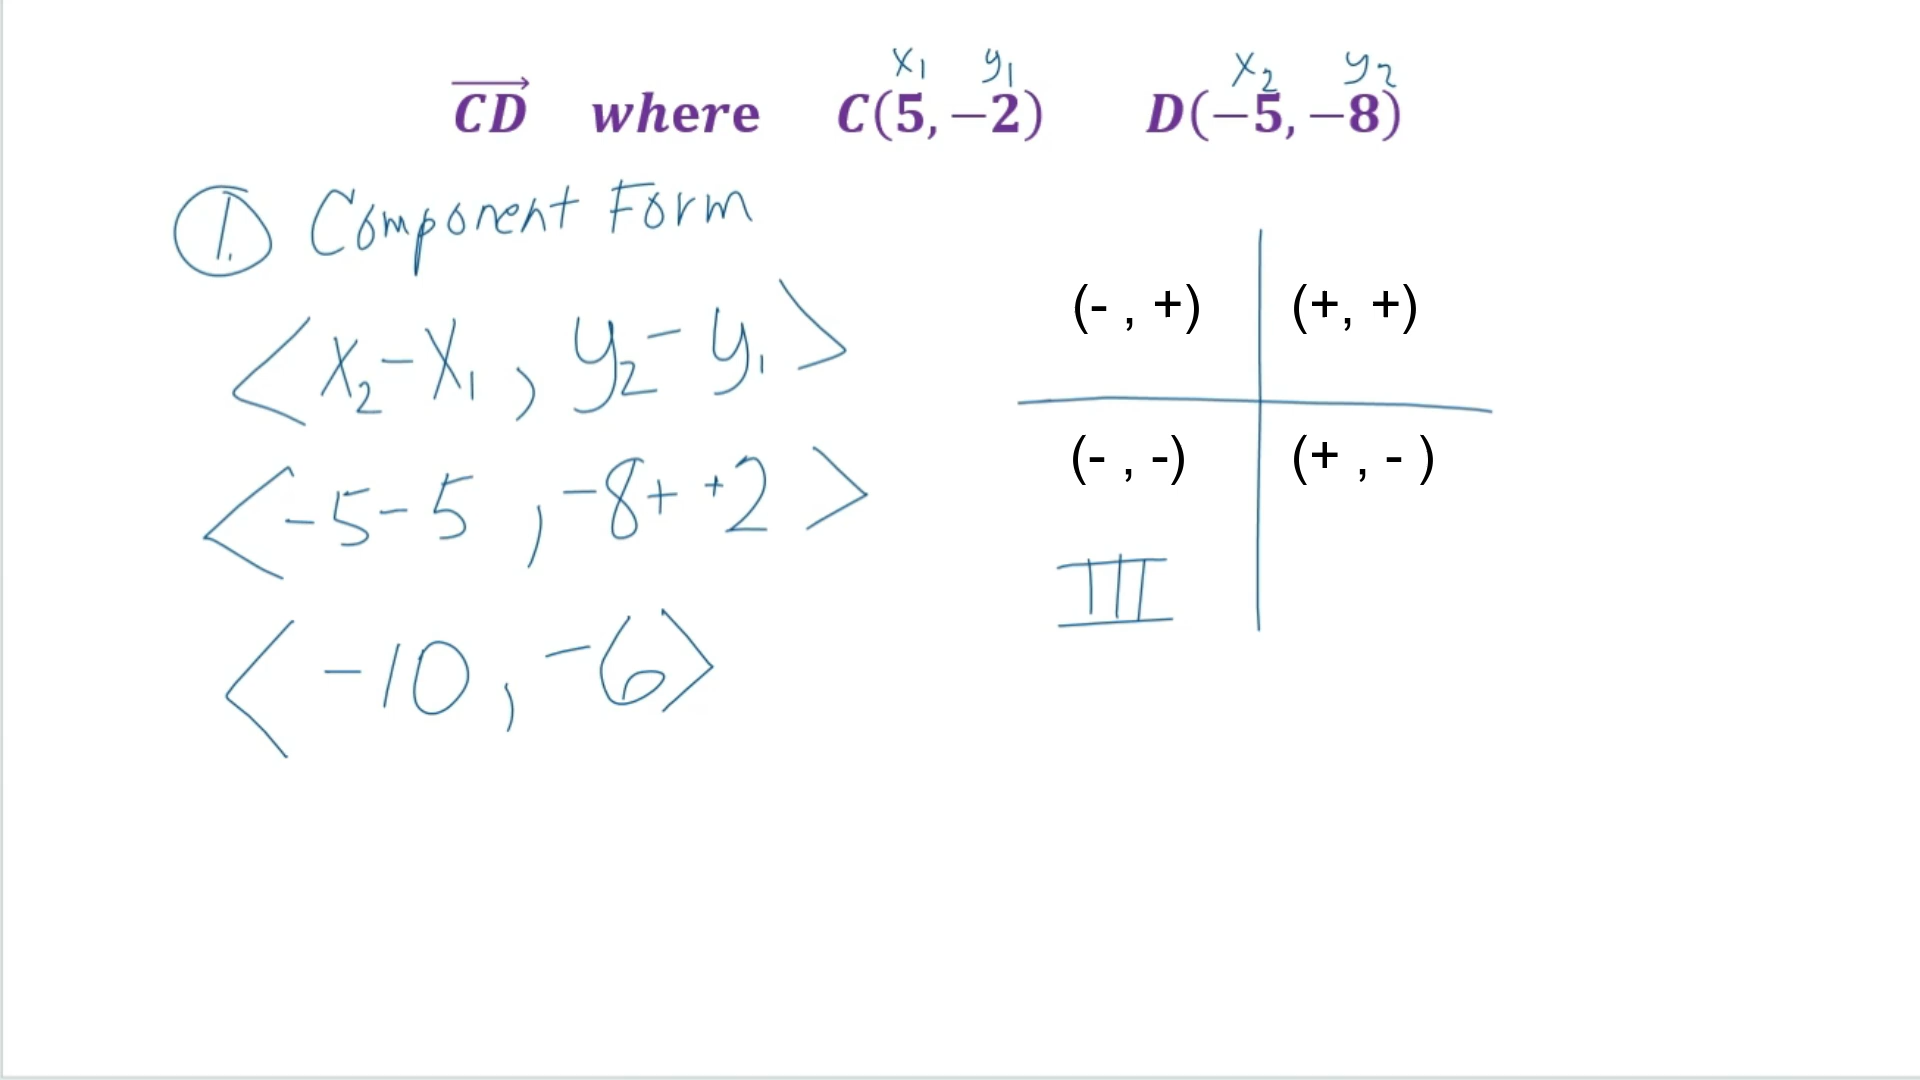 x₁ y₁ x₂ y₂
CD where C(5, −2) D(−5, −8)
1. Component Form
<x₂-x₁, y₂-y₁>
<-5-5, -8+ +2>
<-10, -6>
(- , +) (+, +)
(- , -) (+ , - )
III